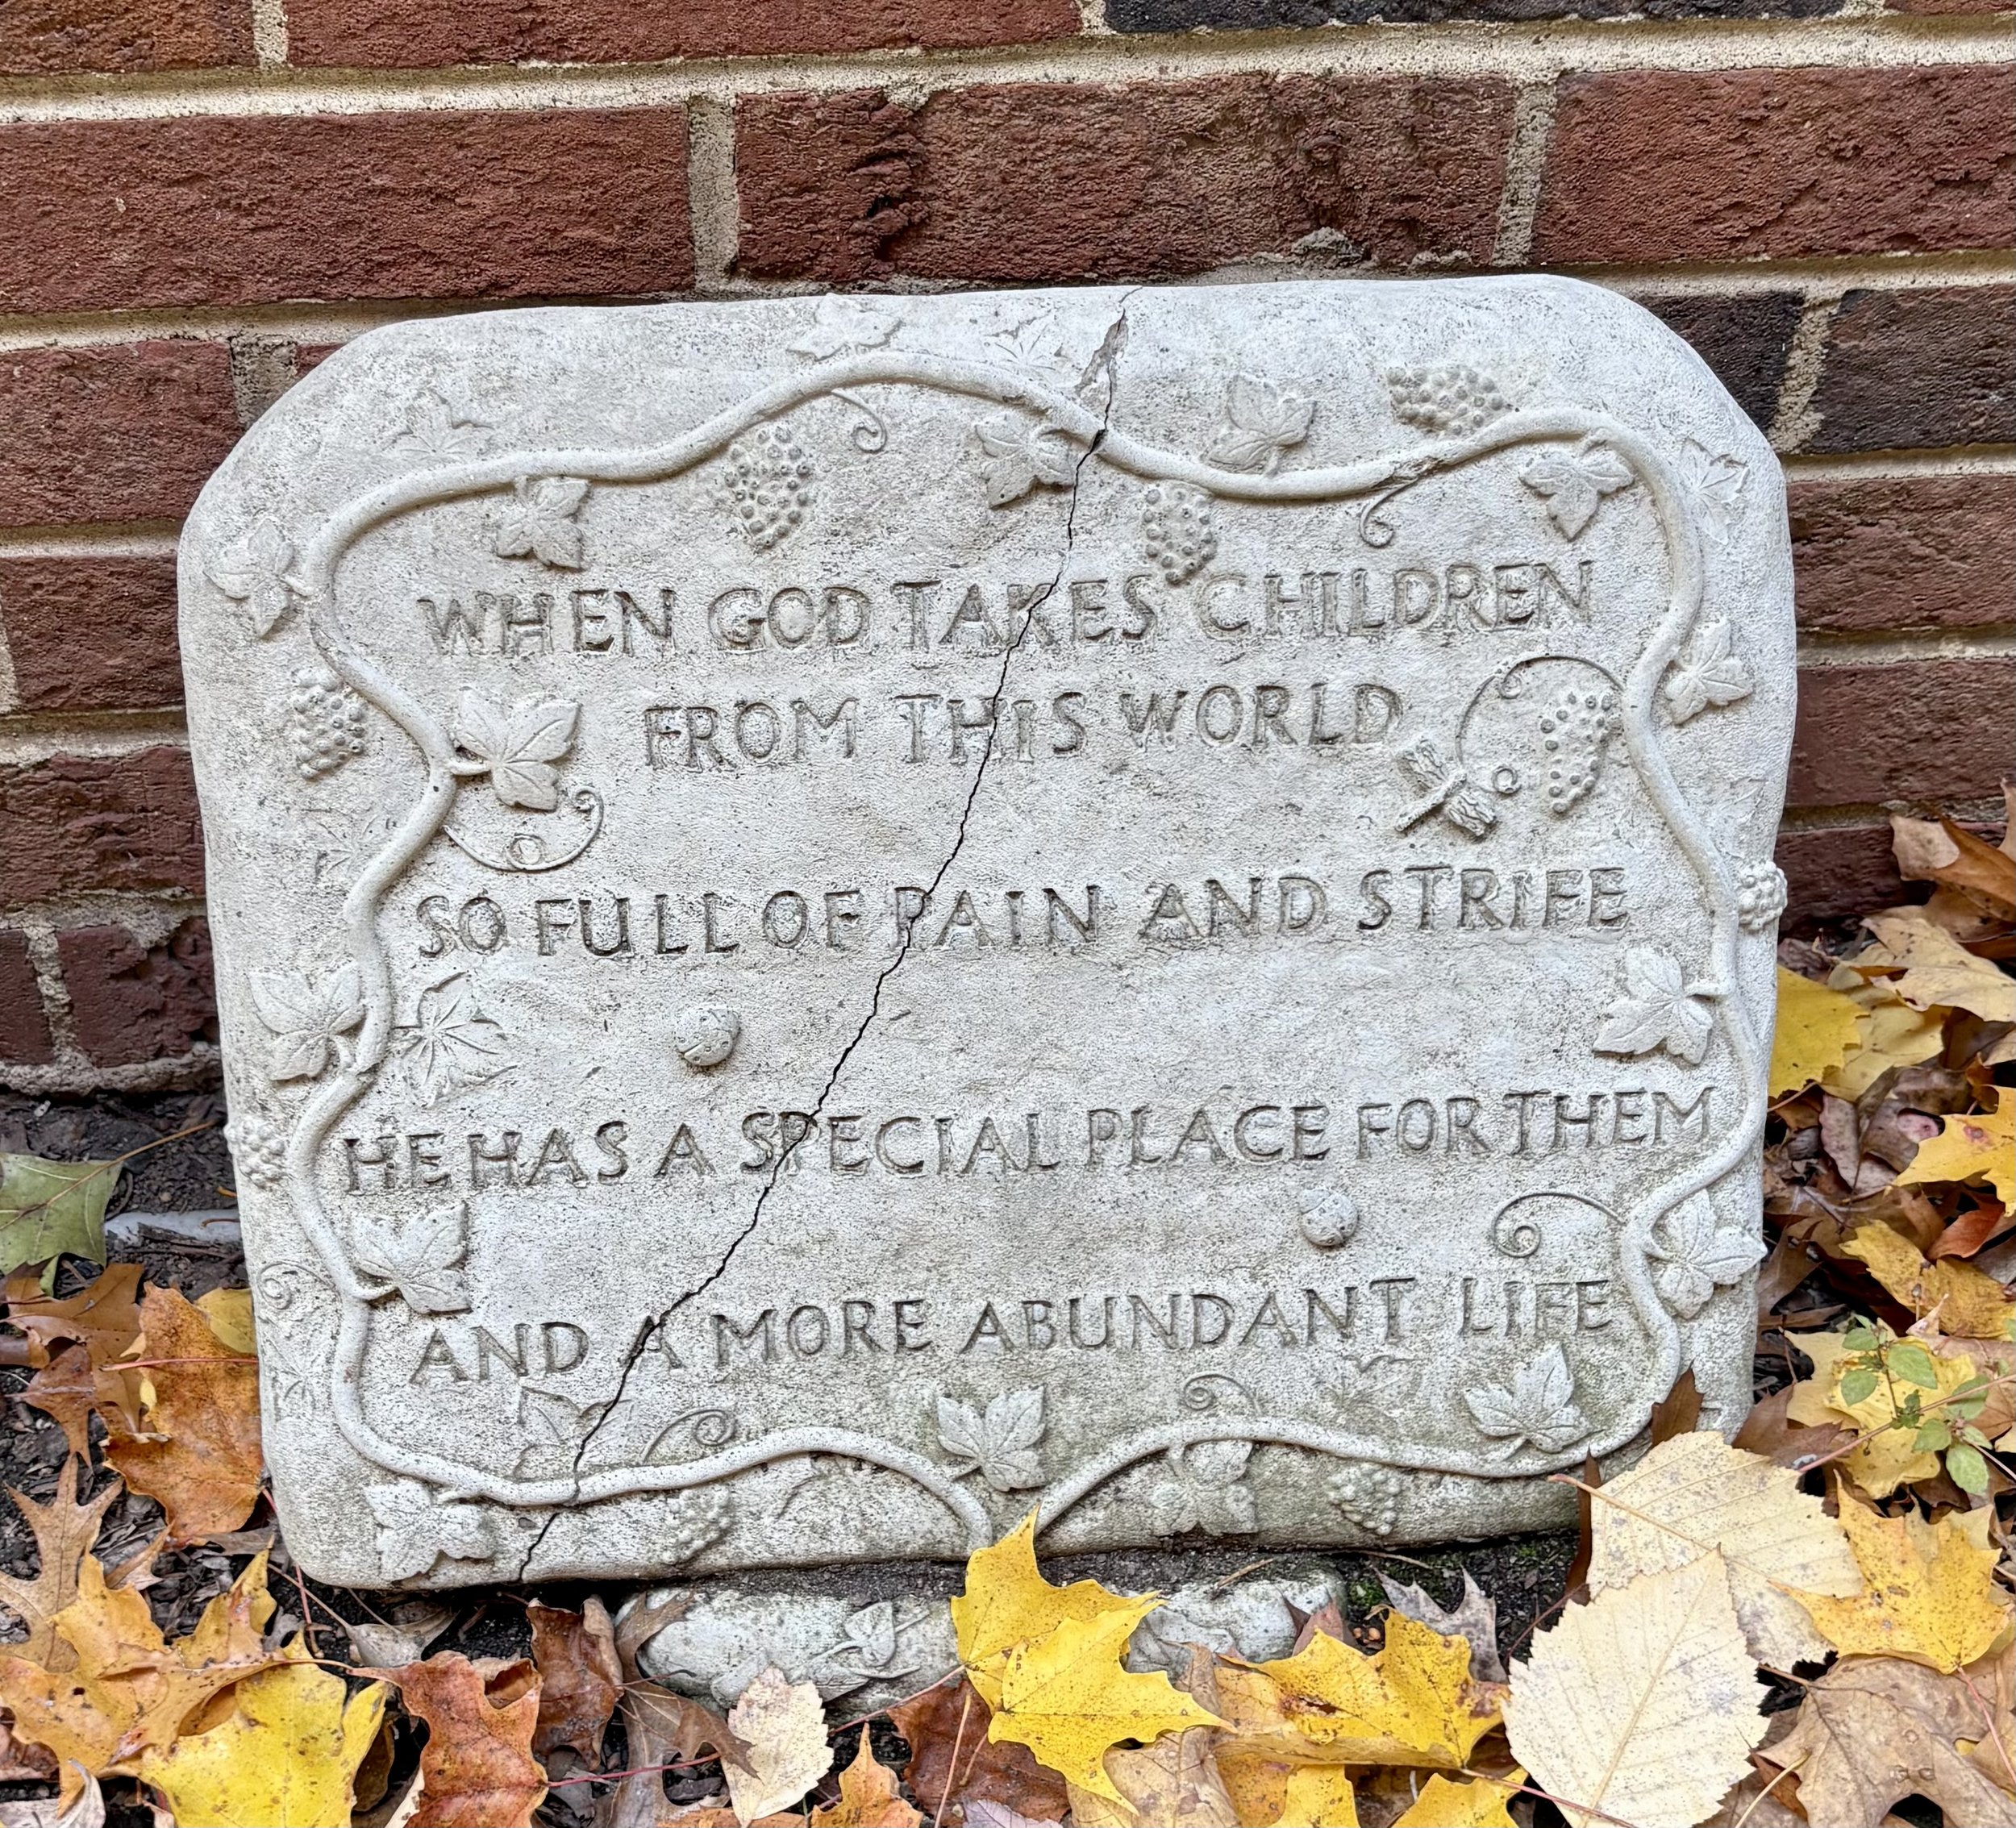 WHEN GOD TAKES CHILDREN
FROM THIS WORLD
SO FULL OF PAIN AND STRIFE
HE HAS A SPECIAL PLACE FOR THEM
AND A MORE ABUNDANT LIFE